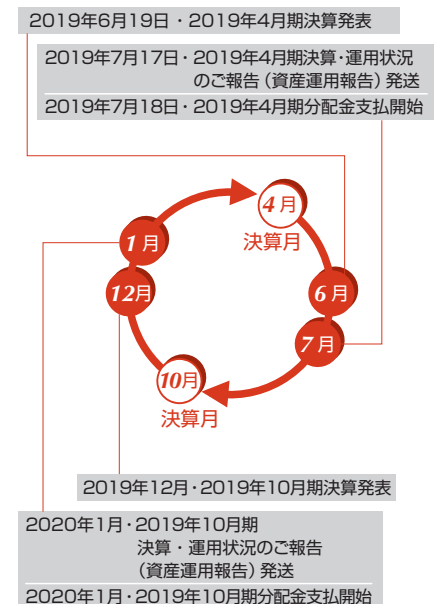 2019年6月19日・2019年4月期決算発表
2019年7月17日・2019年4月期決算・運用状況
のご報告（資産運用報告）発送
2019年7月18日・2019年4月期分配金支払開始
4月
決算月
1月
12月
6月
7月
10月
決算月
2019年12月・2019年10月期決算発表
2020年1月・2019年10月期
決算・運用状況のご報告
（資産運用報告）発送
2020年1月・2019年10月期分配金支払開始